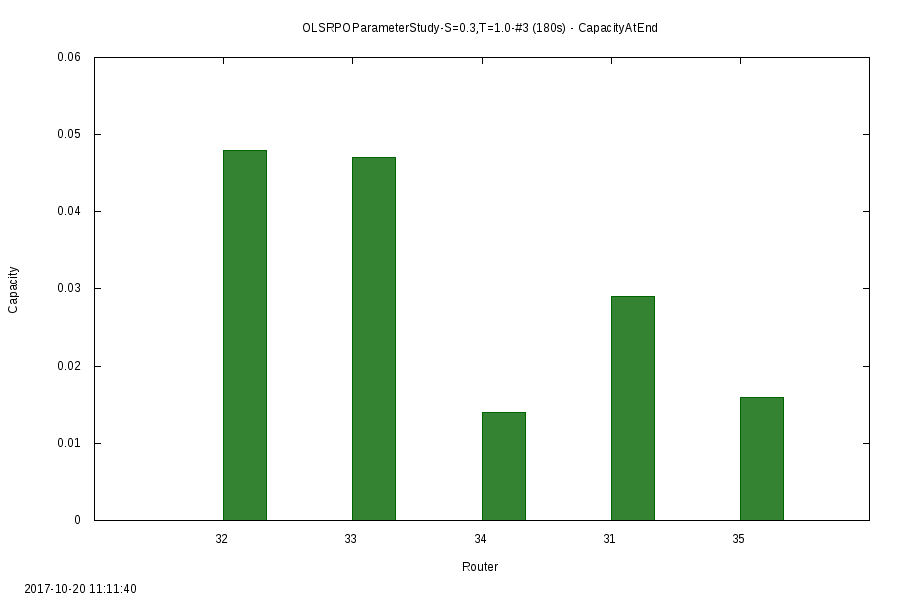 OLSRPOParameterStudy-S=0.3,T=1.0-#3 (180s) - CapacityAtEnd
0.06
0.05
0.04
0.03
0.02
0.01
0
Capacity
32 33 34 31 35
Router
2017-10-20 11:11:40